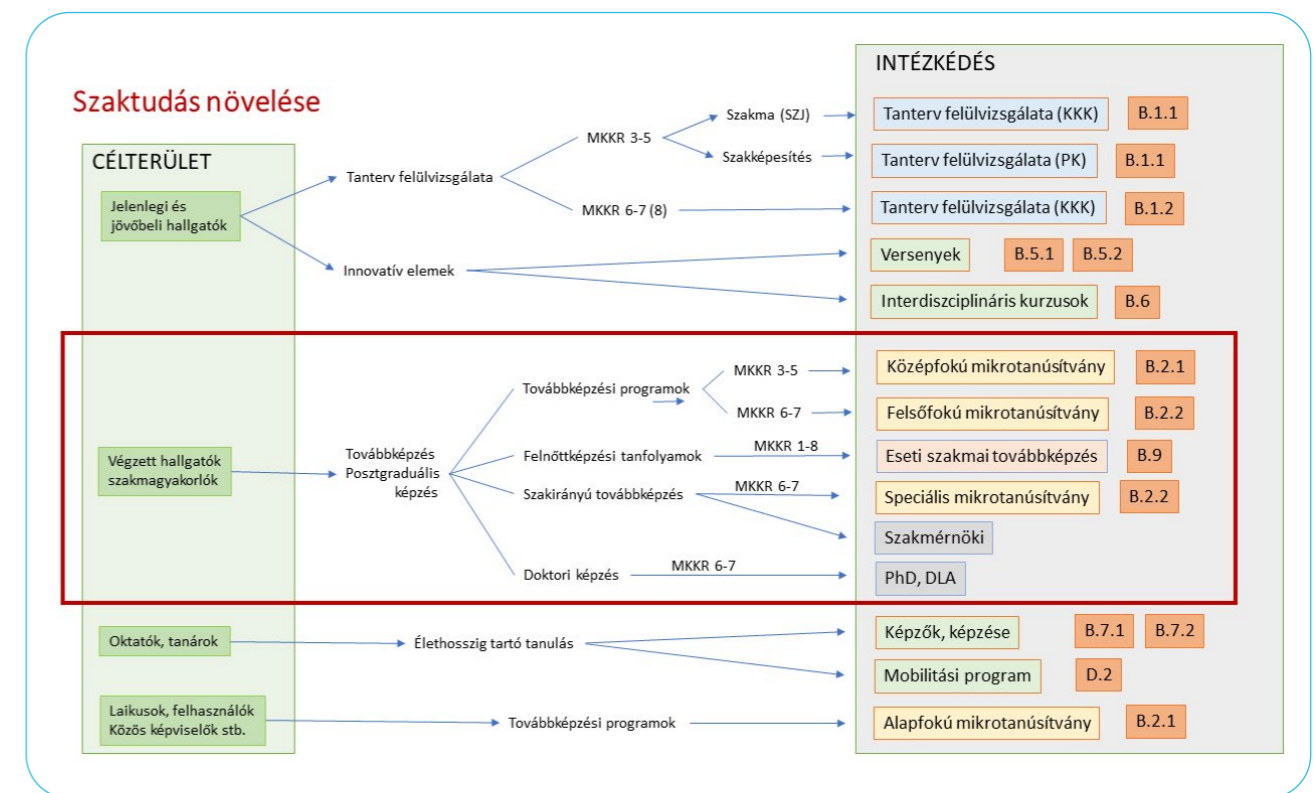 INTÉZKEDÉS
Szaktudás növelése
CÉLTERÜLET
Jelenlegi és
jövőbeli hallgatók
Tanterv felülvizsgálata
MKKR 3-5
Szakma (SZJ)
Tanterv felülvizsgálata (KKK)
B.1.1
Szakképesítés
Tanterv felülvizsgálata (PK)
B.1.1
MKKR 6-7 (8)
Tanterv felülvizsgálata (KKK)
B.1.2
Innovatív elemek
Versenyek
B.5.1
B.5.2
Interdiszciplináris kurzusok
B.6
Végzett hallgatók
szakmagyakorlók
Továbbképzés
Posztgraduális
képzés
Továbbképzési programok
MKKR 3-5
Középfokú mikrotanúsítvány
B.2.1
MKKR 6-7
Felsőfokú mikrotanúsítvány
B.2.2
Felnőttképzési tanfolyamok
MKKR 1-8
Eseti szakmai továbbképzés
B.9
Szakirányú továbbképzés
MKKR 6-7
Speciális mikrotanúsítvány
B.2.2
Szakmérnöki
Doktori képzés
MKKR 6-7
PhD, DLA
Oktatók, tanárok
Élethosszig tartó tanulás
Képzők, képzése
B.7.1
B.7.2
Mobilitási program
D.2
Laikusok, felhasználók
Közös képviselők stb.
Továbbképzési programok
Alapfokú mikrotanúsítvány
B.2.1